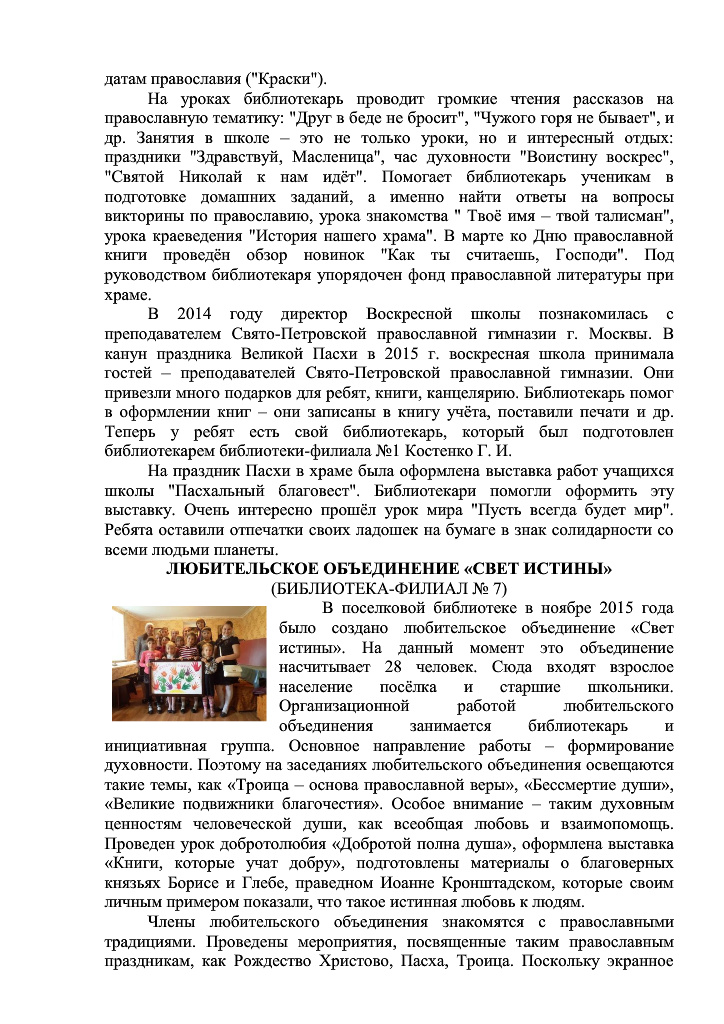 датам православия ("Краски").
На уроках библиотекарь проводит громкие чтения рассказов на
православную тематику: "Друг в беде не бросит", "Чужого горя не бывает", и
др. Занятия в школе – это не только уроки, но и интересный отдых:
праздники "Здравствуй, Масленица", час духовности "Воистину воскрес",
"Святой Николай к нам идёт". Помогает библиотекарь ученикам в
подготовке домашних заданий, а именно найти ответы на вопросы
викторины по православию, урока знакомства " Твоё имя – твой талисман",
урока краеведения "История нашего храма". В марте ко Дню православной
книги проведён обзор новинок "Как ты считаешь, Господи". Под
руководством библиотекаря упорядочен фонд православной литературы при
храме.
В 2014 году директор Воскресной школы познакомилась с
преподавателем Свято-Петровской православной гимназии г. Москвы. В
канун праздника Великой Пасхи в 2015 г. воскресная школа принимала
гостей – преподавателей Свято-Петровской православной гимназии. Они
привезли много подарков для ребят, книги, канцелярию. Библиотекарь помог
в оформлении книг – они записаны в книгу учёта, поставили печати и др.
Теперь у ребят есть свой библиотекарь, который был подготовлен
библиотекарем библиотеки-филиала №1 Костенко Г. И.
На праздник Пасхи в храме была оформлена выставка работ учащихся
школы "Пасхальный благовест". Библиотекари помогли оформить эту
выставку. Очень интересно прошёл урок мира "Пусть всегда будет мир".
Ребята оставили отпечатки своих ладошек на бумаге в знак солидарности со
всеми людьми планеты.
ЛЮБИТЕЛЬСКОЕ ОБЪЕДИНЕНИЕ «СВЕТ ИСТИНЫ»
(БИБЛИОТЕКА-ФИЛИАЛ № 7)
В поселковой библиотеке в ноябре 2015 года
было создано любительское объединение «Свет
истины». На данный момент это объединение
насчитывает 28 человек. Сюда входят взрослое
население посёлка и старшие школьники.
Организационной работой любительского
объединения занимается библиотекарь и
инициативная группа. Основное направление работы – формирование
духовности. Поэтому на заседаниях любительского объединения освещаются
такие темы, как «Троица – основа православной веры», «Бессмертие души»,
«Великие подвижники благочестия». Особое внимание – таким духовным
ценностям человеческой души, как всеобщая любовь и взаимопомощь.
Проведен урок добротолюбия «Добротой полна душа», оформлена выставка
«Книги, которые учат добру», подготовлены материалы о благоверных
князьях Борисе и Глебе, праведном Иоанне Кронштадском, которые своим
личным примером показали, что такое истинная любовь к людям.
Члены любительского объединения знакомятся с православными
традициями. Проведены мероприятия, посвященные таким православным
праздникам, как Рождество Христово, Пасха, Троица. Поскольку экранное